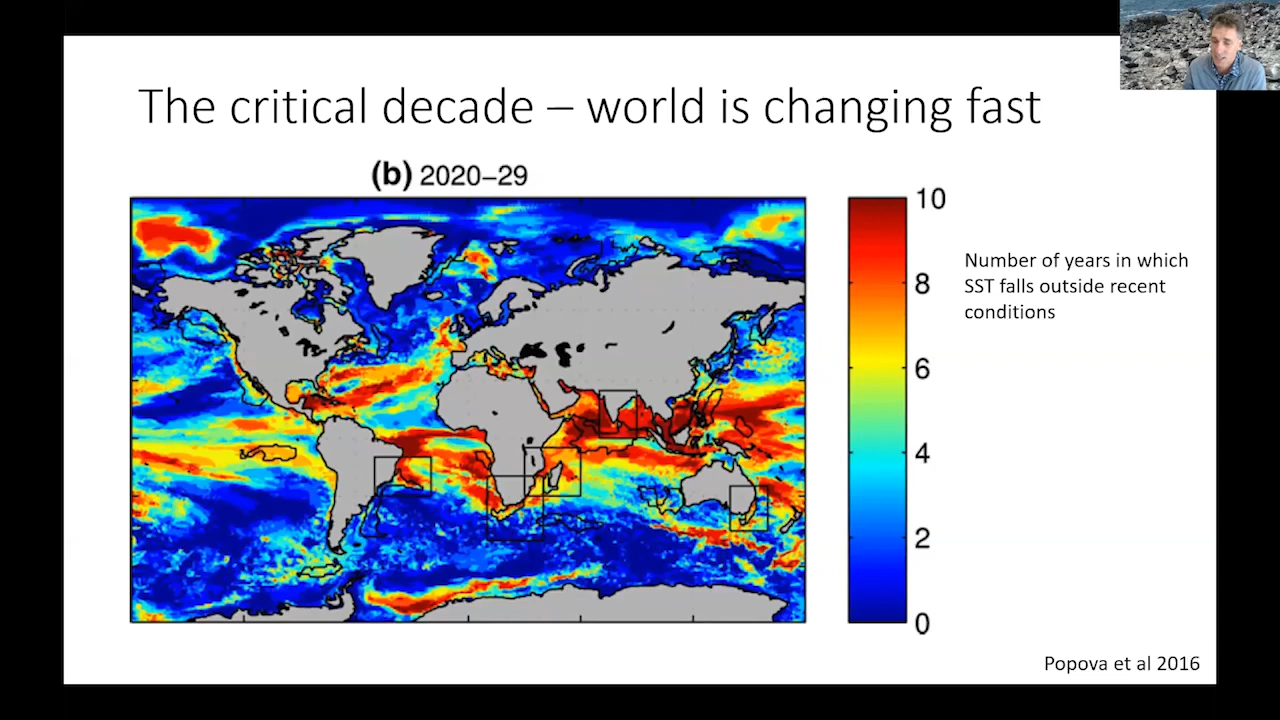 The critical decade – world is changing fast
(b) 2020–29
10
8
6
4
2
0
Number of years in which
SST falls outside recent
conditions
Popova et al 2016